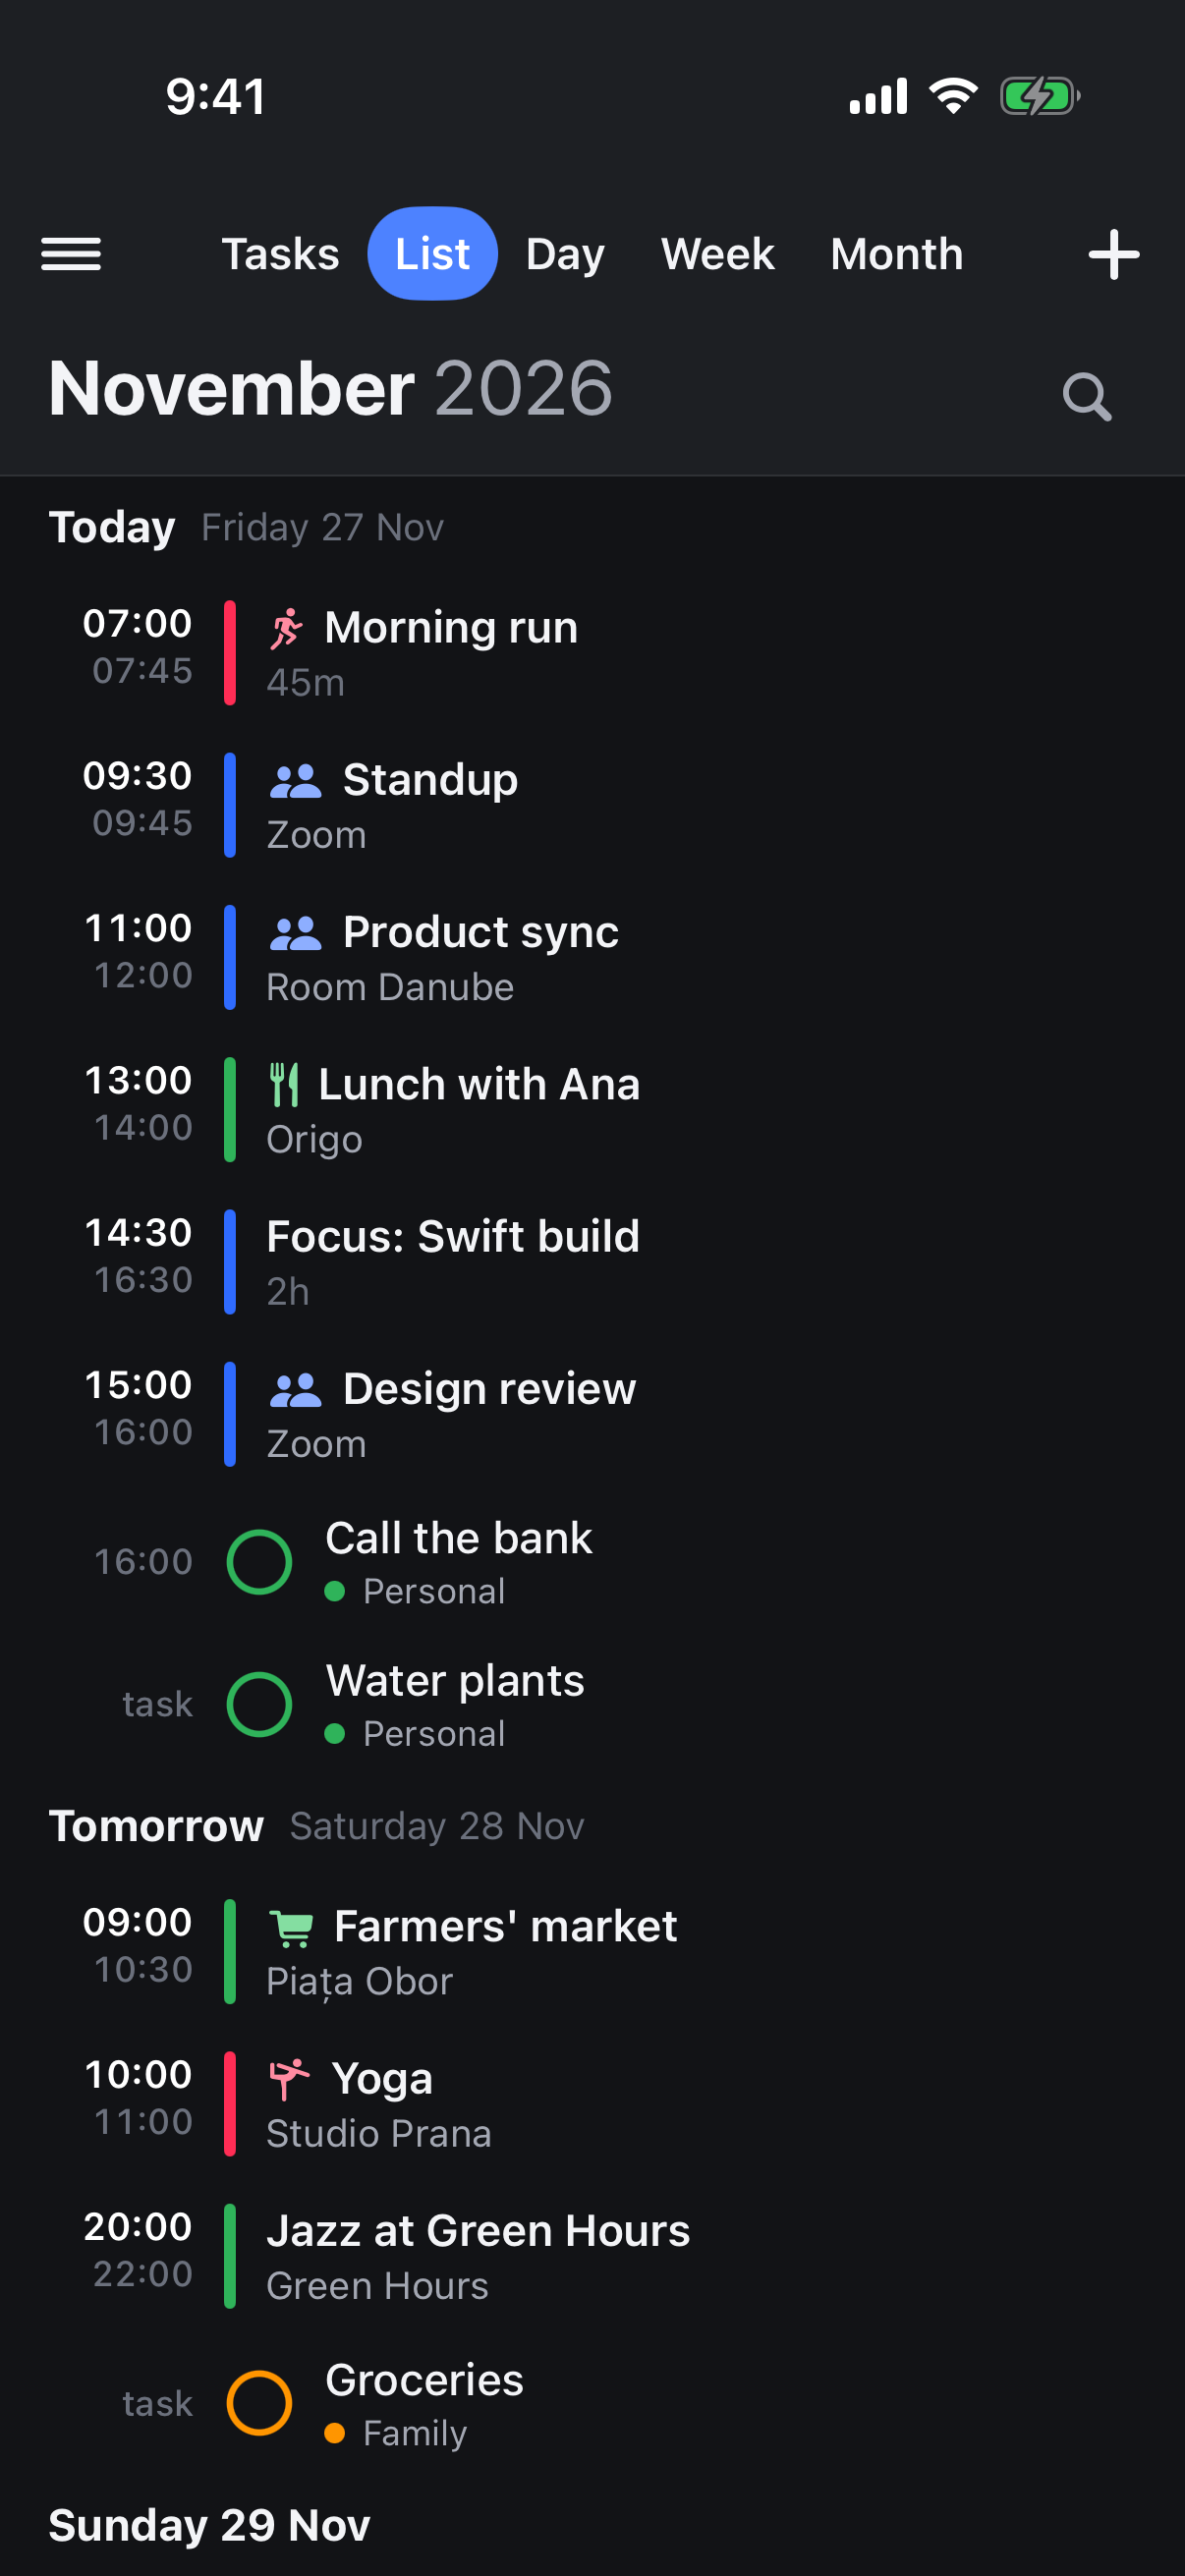 9:41
Tasks List Day Week Month
November 2026
Today Friday 27 Nov
07:00 Morning run
07:45 45m
09:30 Standup
09:45 Zoom
11:00 Product sync
12:00 Room Danube
13:00 Lunch with Ana
14:00 Origo
14:30 Focus: Swift build
16:30 2h
15:00 Design review
16:00 Zoom
Call the bank
16:00
Personal
Water plants
task
Personal
Tomorrow Saturday 28 Nov
09:00 Farmers' market
10:30 Piața Obor
10:00 Yoga
11:00 Studio Prana
20:00 Jazz at Green Hours
22:00 Green Hours
Groceries
task
Family
Sunday 29 Nov